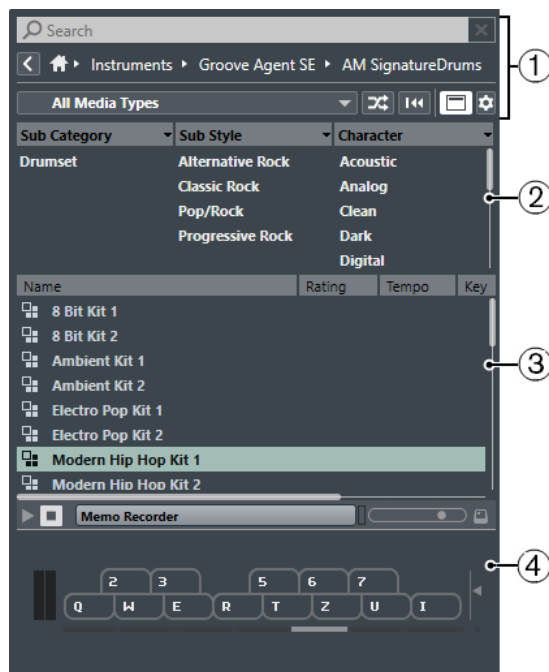 Search
Instruments Groove Agent SE AM SignatureDrums
1
All Media Types
Sub Category Sub Style Character
Drumset Alternative Rock Acoustic
Classic Rock Analog
2
Pop/Rock Clean
Progressive Rock Dark
Digital
Name Rating Tempo Key
8 Bit Kit 1
8 Bit Kit 2
Ambient Kit 1
3
Ambient Kit 2
Electro Pop Kit 1
Electro Pop Kit 2
Modern Hip Hop Kit 1
Modern Hip Hop Kit 2
Memo Recorder
4
2 3 5 6 7
Q W E R T Z U I